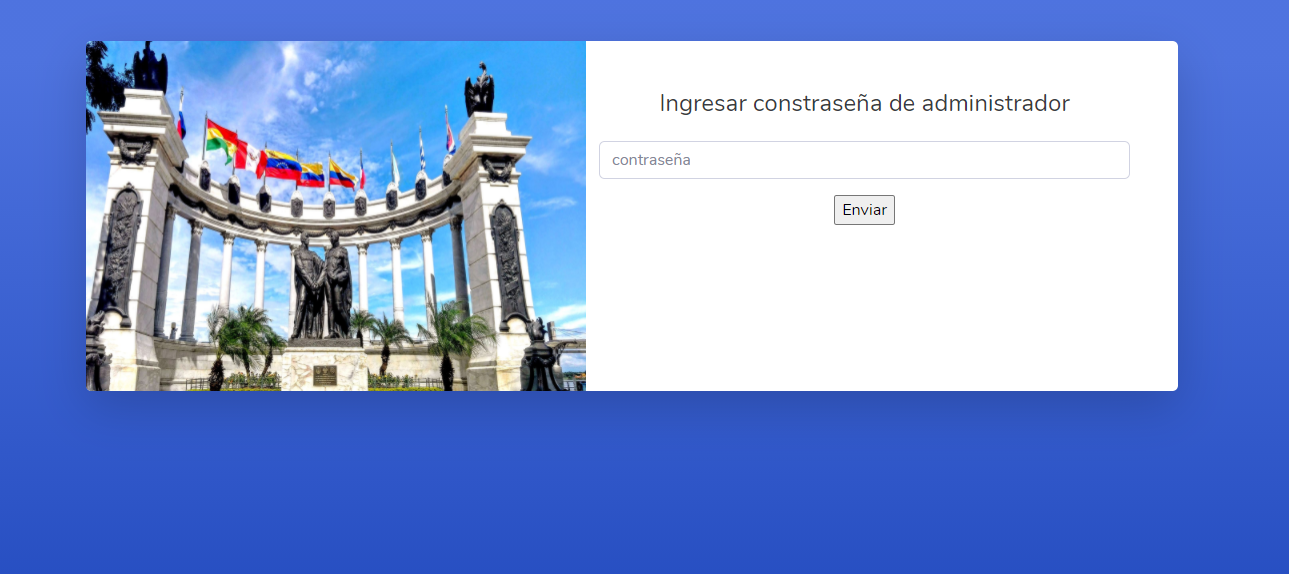 Ingresar constraseña de administrador
contraseña
Enviar